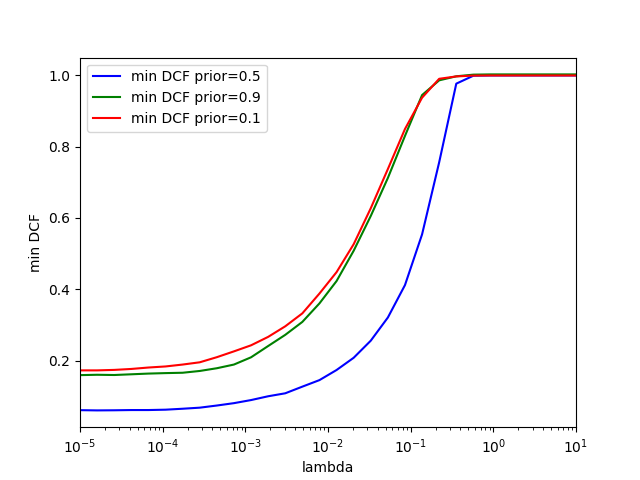 min DCF prior=0.5
min DCF prior=0.9
min DCF prior=0.1
1.0
0.8
0.6
0.4
0.2
min DCF
10⁻⁵ 10⁻⁴ 10⁻³ 10⁻² 10⁻¹ 10⁰ 10¹
lambda